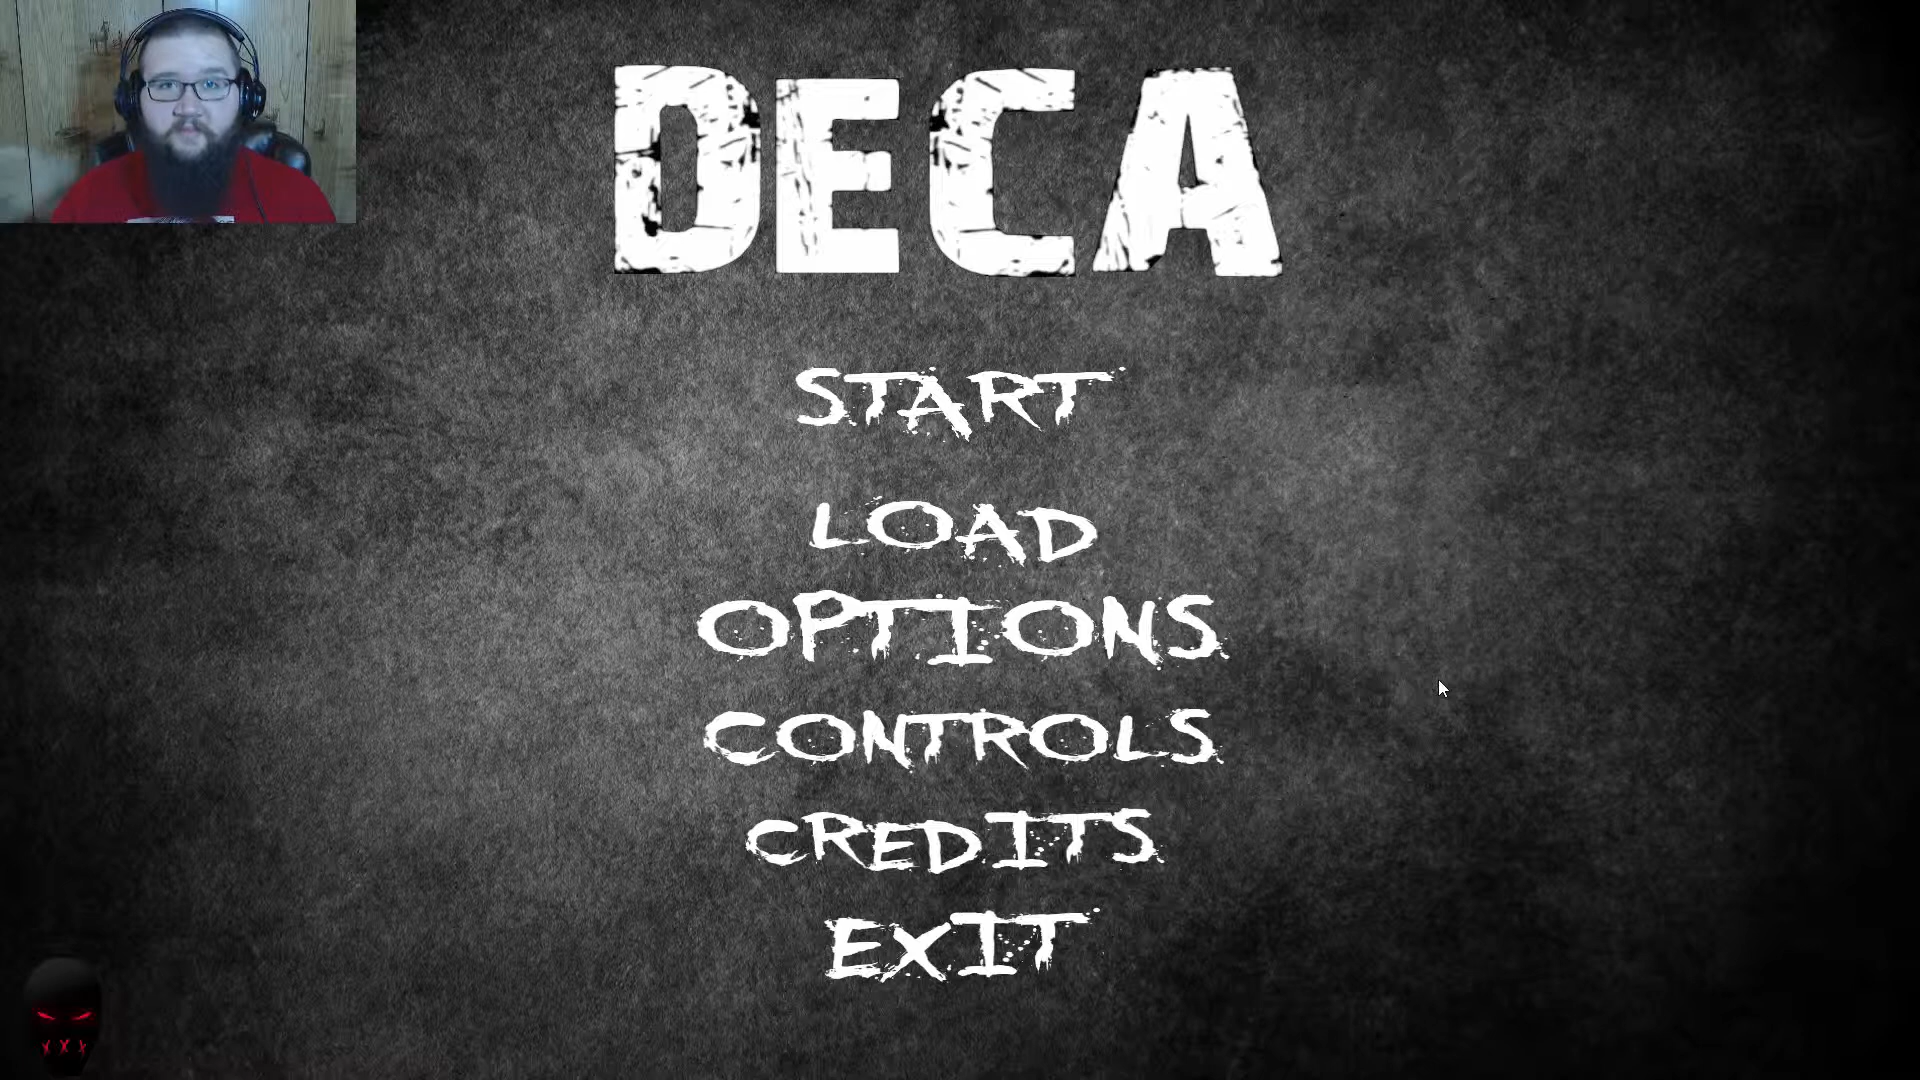 DECA
START
LOAD
OPTIONS
CONTROLS
CREDITS
EXIT